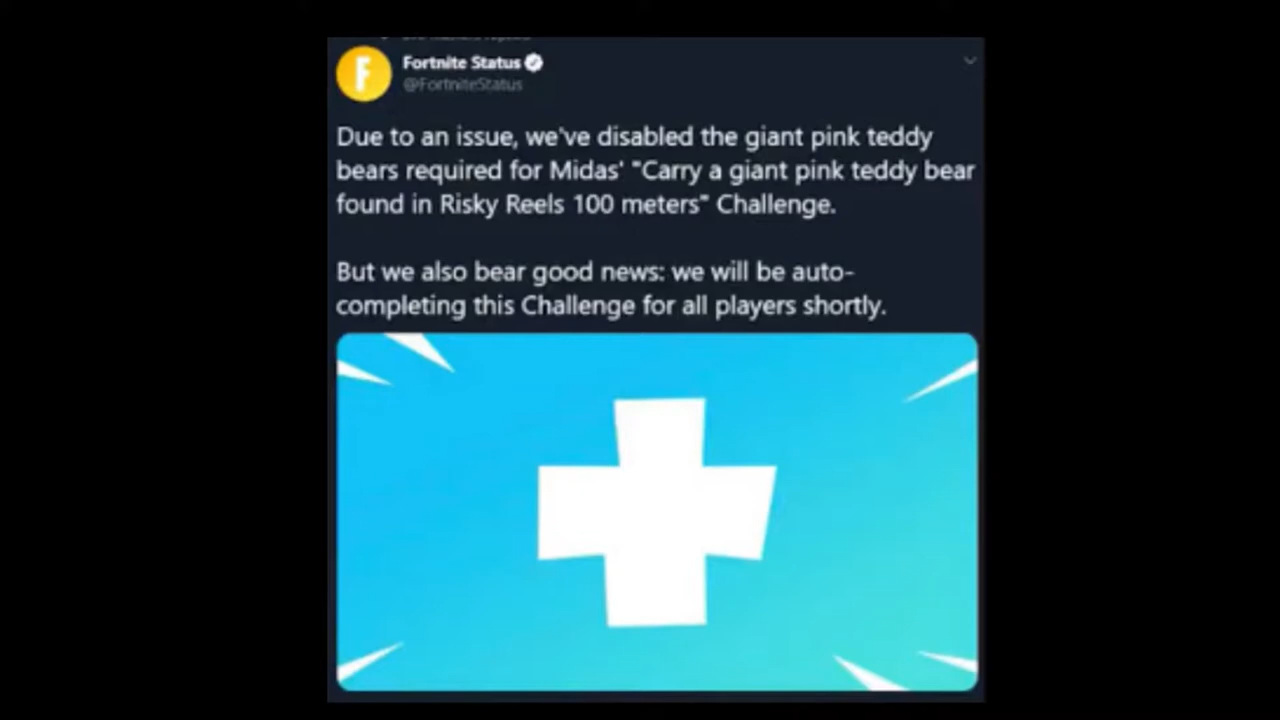 Fortnite Status
@FortniteStatus
Due to an issue, we've disabled the giant pink teddy
bears required for Midas' "Carry a giant pink teddy bear
found in Risky Reels 100 meters" Challenge.
But we also bear good news: we will be auto-
completing this Challenge for all players shortly.